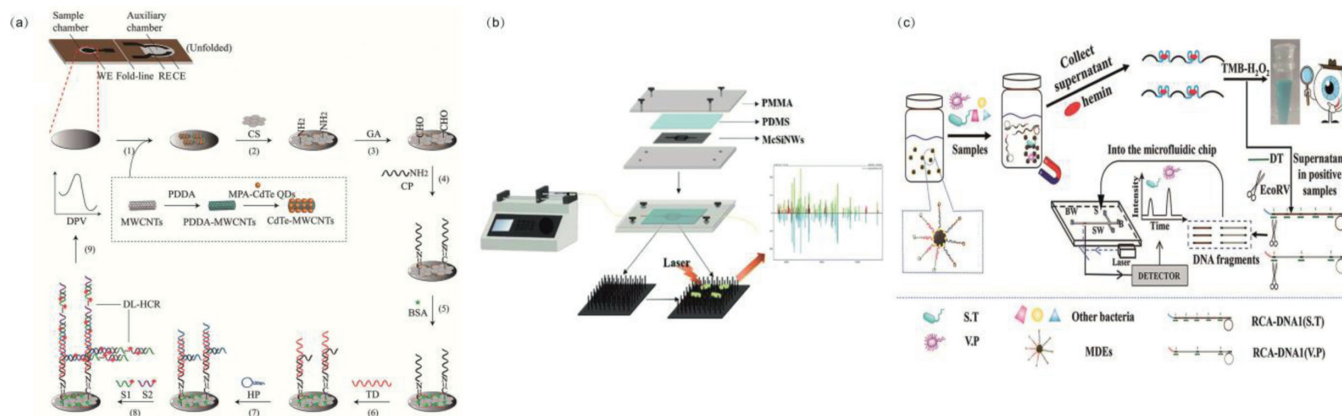 (a)
Sample
chamber
Auxiliary
chamber
(Unfolded)
WE Fold-line RECE
(1)
CS
(2)
NH2
NH2
GA
(3)
CHO
CHO
(4)
NH2
CP
PDDA
MPA-CdTe QDs
MWCNTs
PDDA-MWCNTs
CdTe-MWCNTs
DPV
(9)
(5)
BSA
DL-HCR
S1 S2
(8)
HP
(7)
TD
(6)
(b)
PMMA
PDMS
McSiNWs
Laser
(c)
Samples
Collect
supernatant
hemin
TMB-H2O2
Into the microfluidic chip
DT
EcoRV
Supernatant
in positive
samples
Intensity
Time
BW
S
SW
B
Laser
DETECTOR
DNA fragments
S.T
V.P
Other bacteria
MDEs
RCA-DNA1(S.T)
RCA-DNA1(V.P)